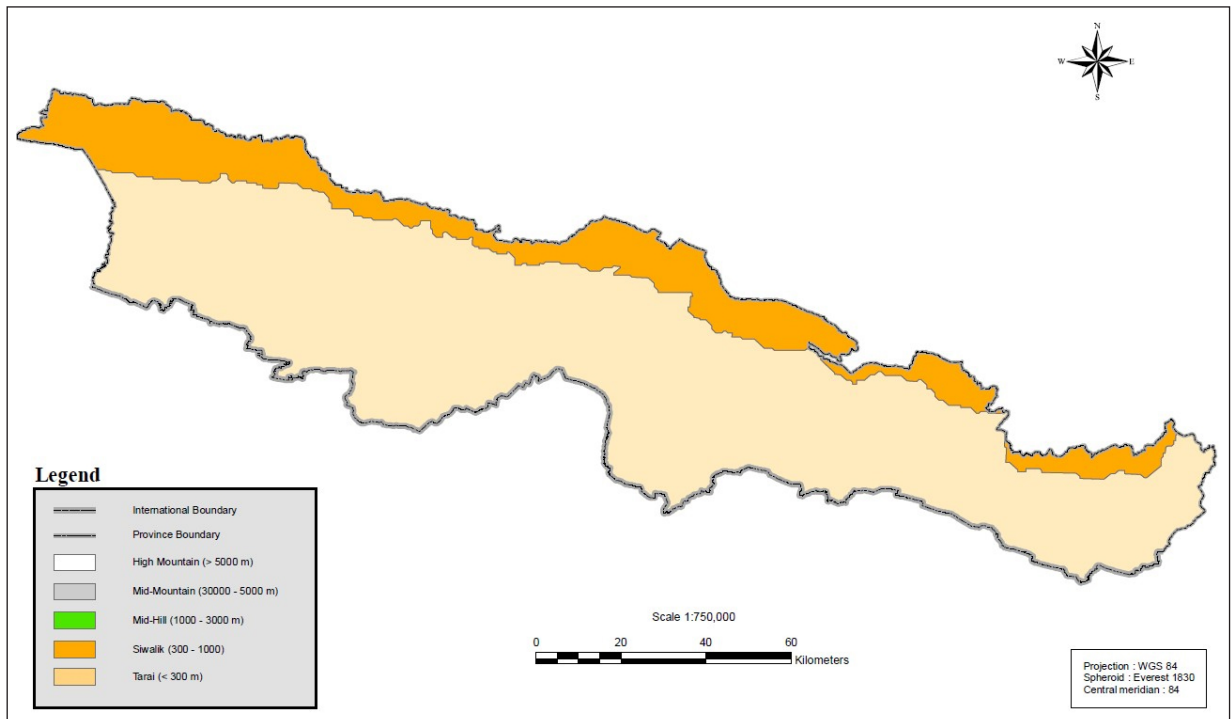 N
W E
S
Legend
International Boundary
Province Boundary
High Mountain (> 5000 m)
Mid-Mountain (30000 - 5000 m)
Mid-Hill (1000 - 3000 m)
Siwalik (300 - 1000)
Tarai (< 300 m)
Scale 1:750,000
0 20 40 60
Kilometers
Projection : WGS 84
Spheroid : Everest 1830
Central meridian : 84